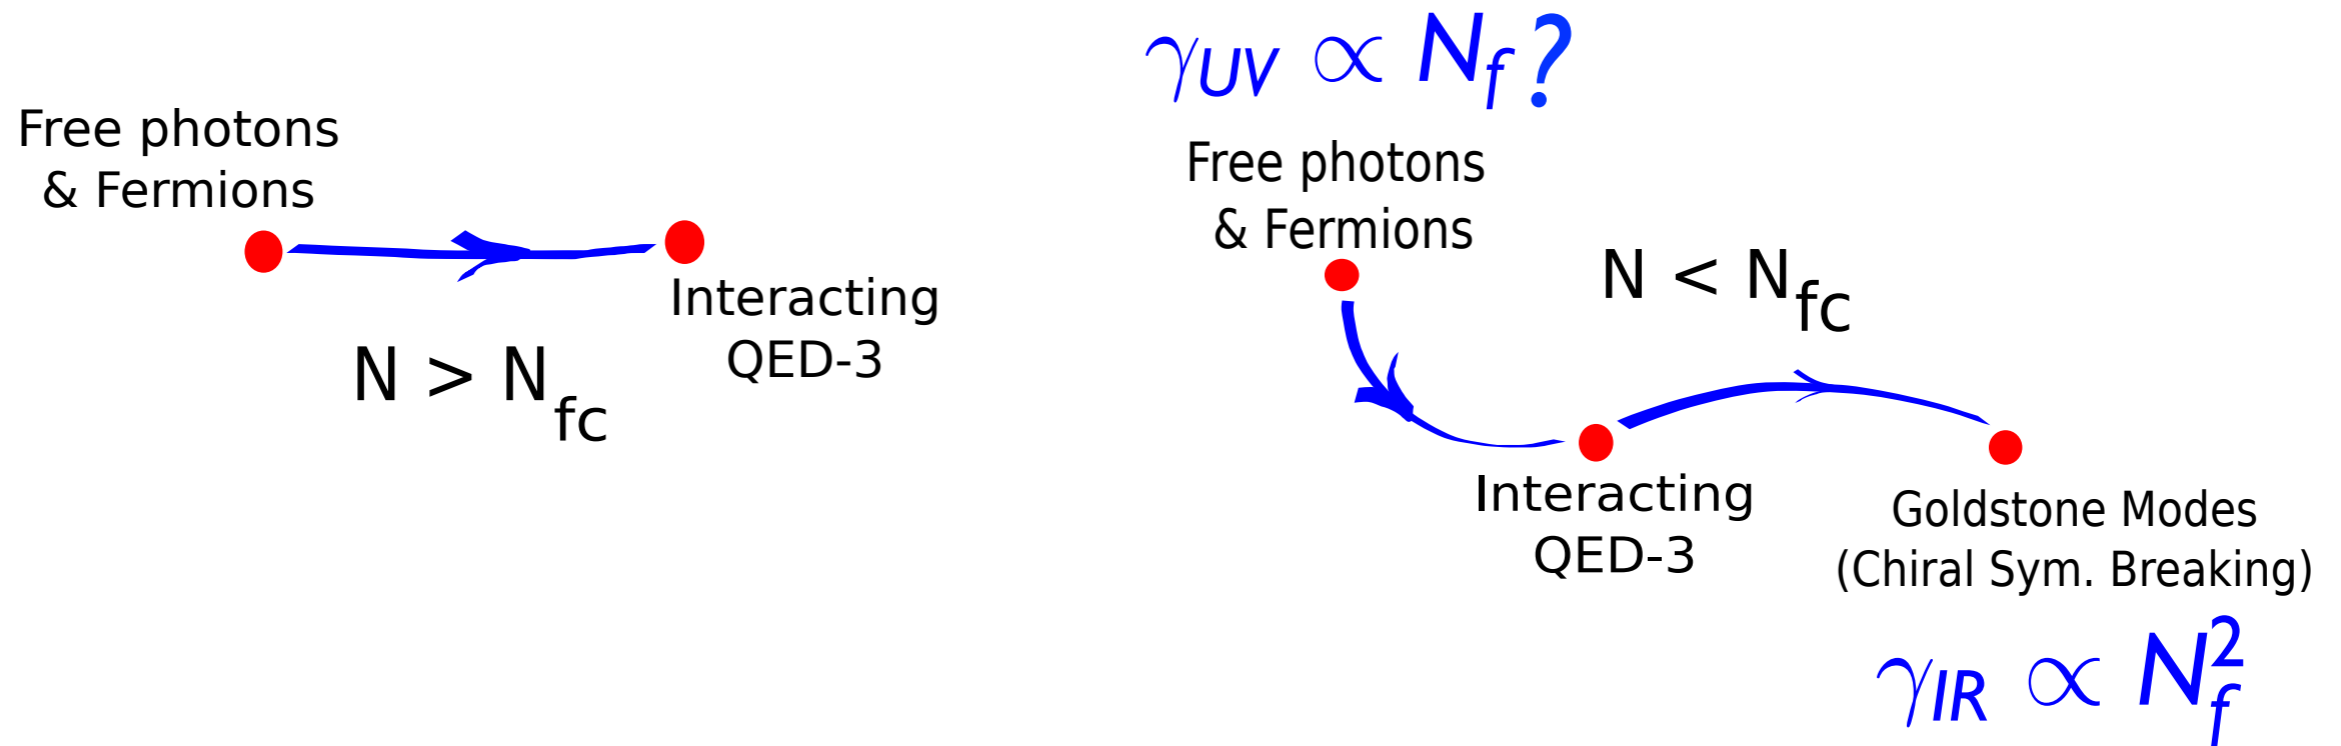 Free photons
& Fermions
Interacting
QED-3
N > N_fc
γ_UV ∝ N_f ?
Free photons
& Fermions
N < N_fc
Interacting
QED-3
Goldstone Modes
(Chiral Sym. Breaking)
γ_IR ∝ N_f^2